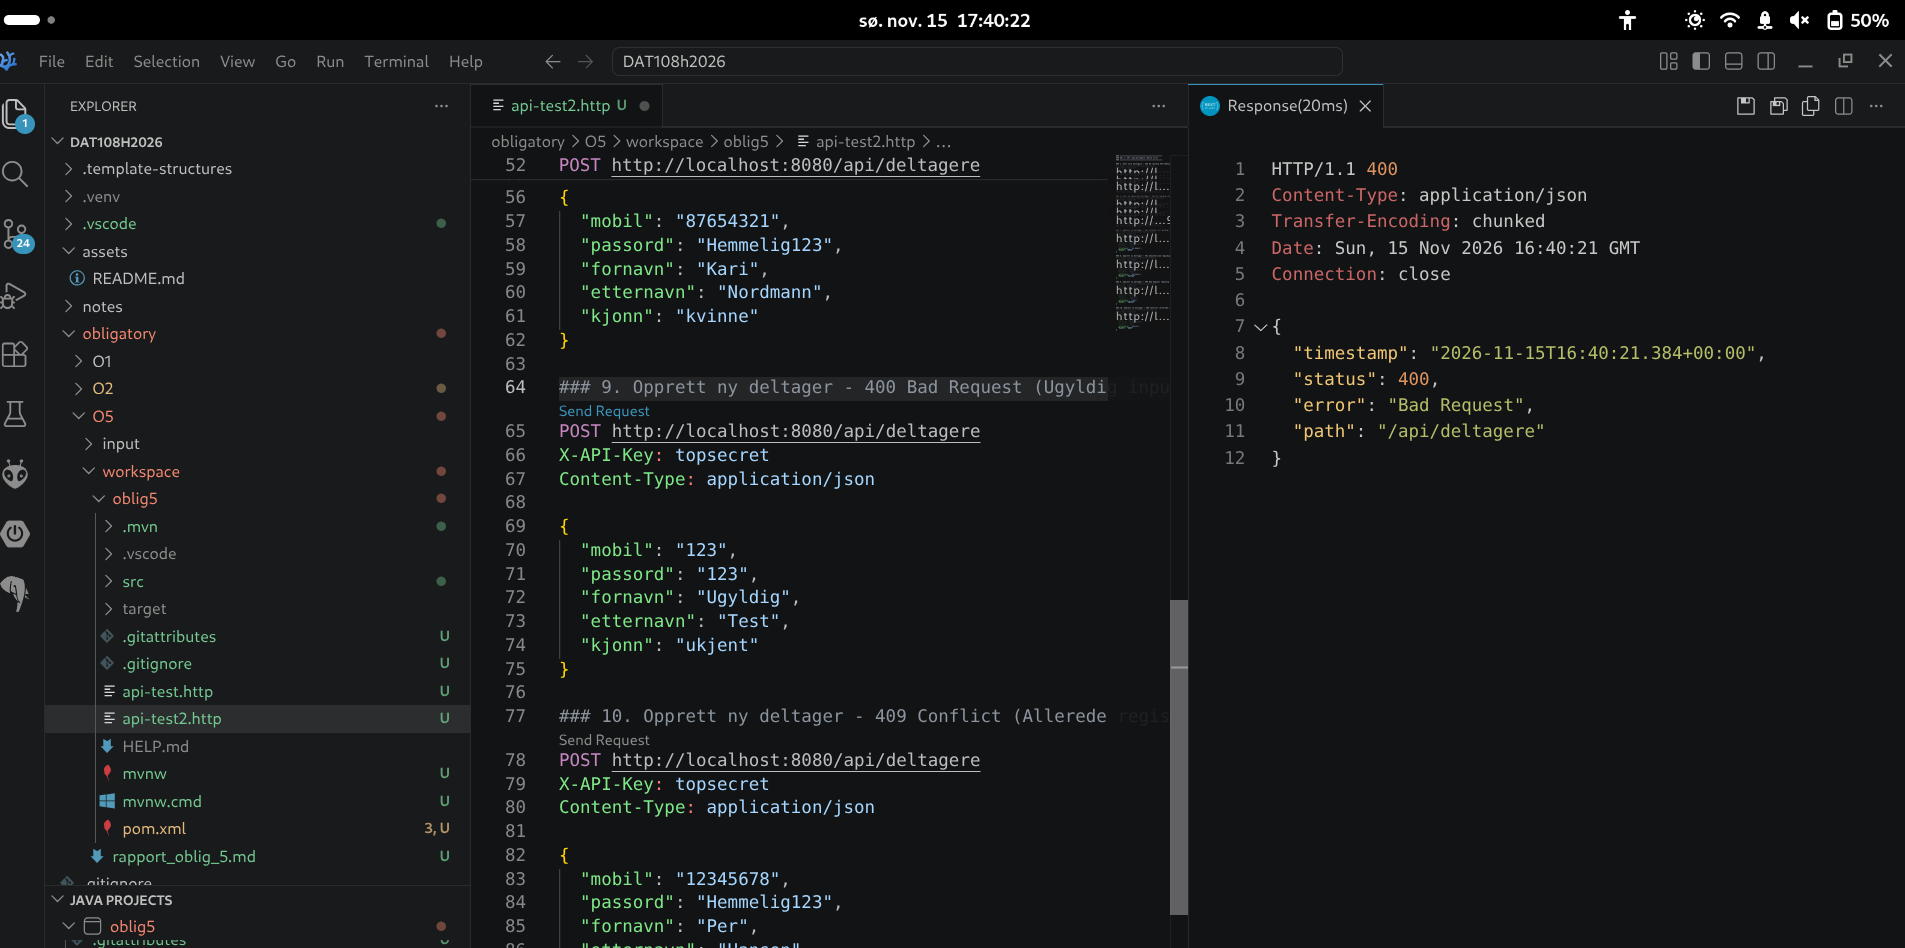 sø. nov. 15 17:40:22
50%
File Edit Selection View Go Run Terminal Help
DAT108h2026
EXPLORER
DAT108H2026
.template-structures
.venv
.vscode
assets
README.md
notes
obligatory
O1
O2
O5
input
workspace
oblig5
.mvn
.vscode
src
target
.gitattributes U
.gitignore U
api-test.http U
api-test2.http U
HELP.md
mvnw U
mvnw.cmd U
pom.xml 3, U
rapport_oblig_5.md U
.gitignore
JAVA PROJECTS
oblig5
.gitattributes U
1
24
api-test2.http U
obligatory > O5 > workspace > oblig5 > api-test2.http > ...
52 POST http://localhost:8080/api/deltagere
56 {
57 "mobil": "87654321",
58 "passord": "Hemmelig123",
59 "fornavn": "Kari",
60 "etternavn": "Nordmann",
61 "kjonn": "kvinne"
62 }
63
64 ### 9. Opprett ny deltager - 400 Bad Request (Ugyldig inpu
Send Request
65 POST http://localhost:8080/api/deltagere
66 X-API-Key: topsecret
67 Content-Type: application/json
68
69 {
70 "mobil": "123",
71 "passord": "123",
72 "fornavn": "Ugyldig",
73 "etternavn": "Test",
74 "kjonn": "ukjent"
75 }
76
77 ### 10. Opprett ny deltager - 409 Conflict (Allerede regis
Send Request
78 POST http://localhost:8080/api/deltagere
79 X-API-Key: topsecret
80 Content-Type: application/json
81
82 {
83 "mobil": "12345678",
84 "passord": "Hemmelig123",
85 "fornavn": "Per",
86 "etternavn": "Hansen"
Response(20ms)
1 HTTP/1.1 400
2 Content-Type: application/json
3 Transfer-Encoding: chunked
4 Date: Sun, 15 Nov 2026 16:40:21 GMT
5 Connection: close
6
7 {
8 "timestamp": "2026-11-15T16:40:21.384+00:00",
9 "status": 400,
10 "error": "Bad Request",
11 "path": "/api/deltagere"
12 }